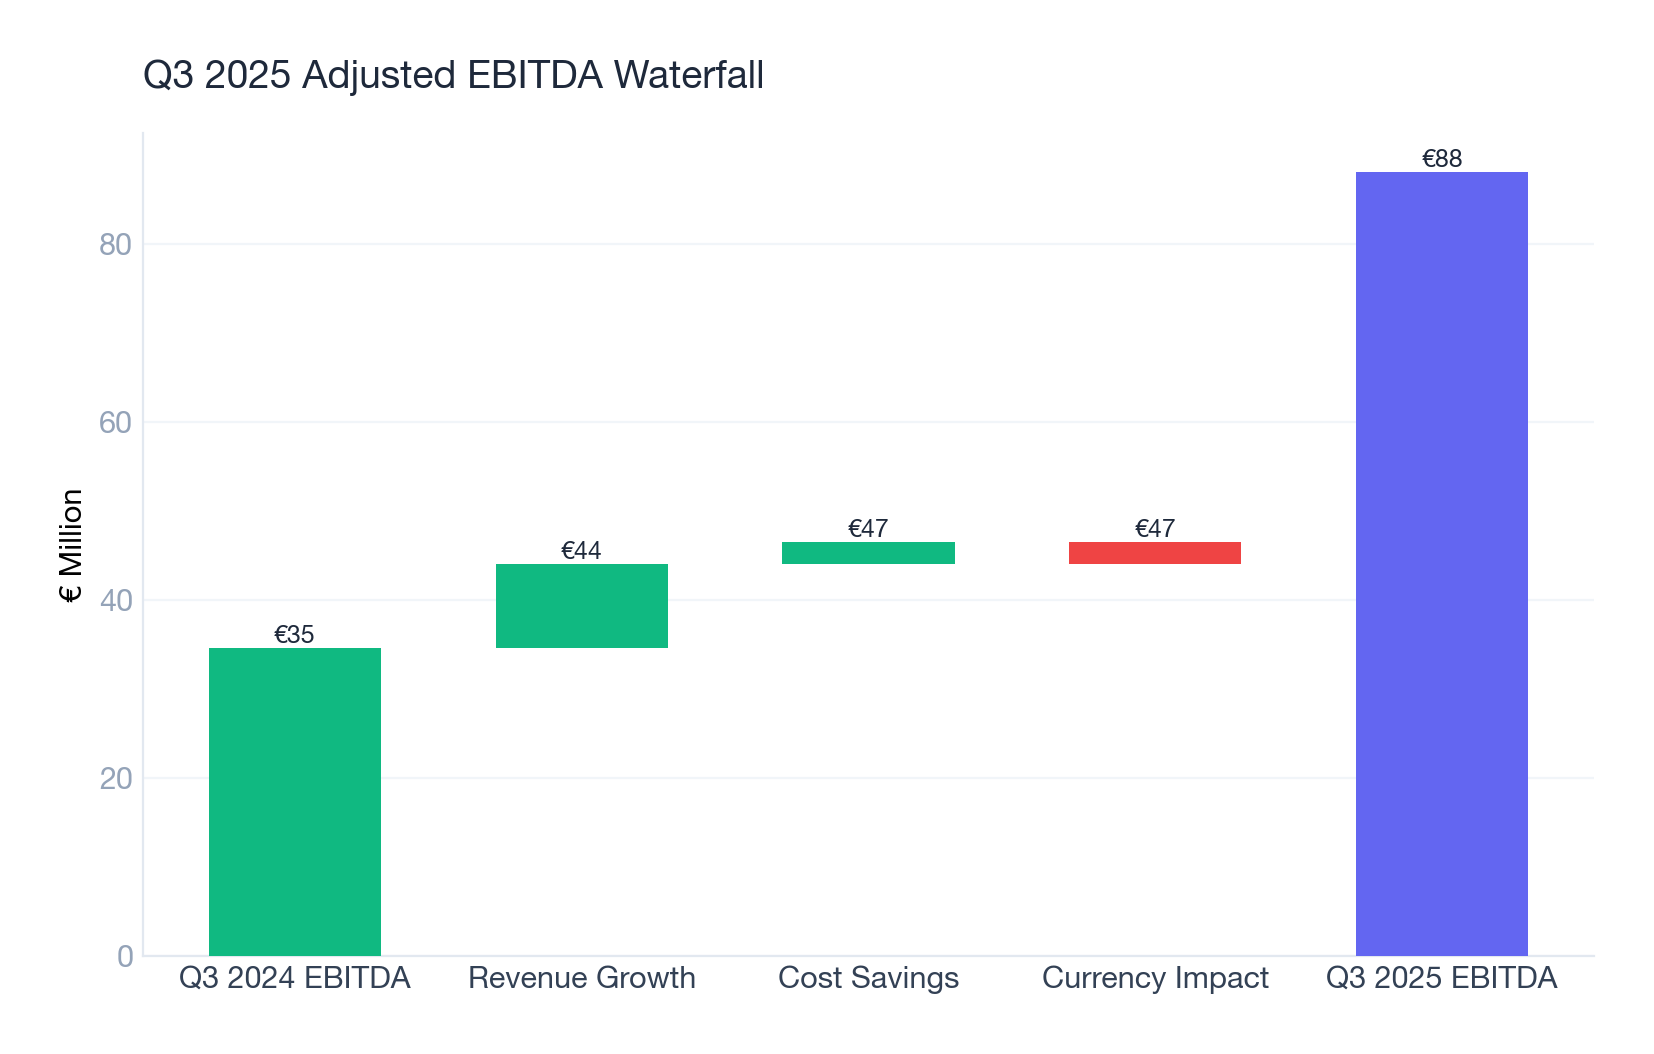 Q3 2025 Adjusted EBITDA Waterfall
€ Million
80
60
40
20
0
€35
€44
€47
€47
€88
Q3 2024 EBITDA
Revenue Growth
Cost Savings
Currency Impact
Q3 2025 EBITDA